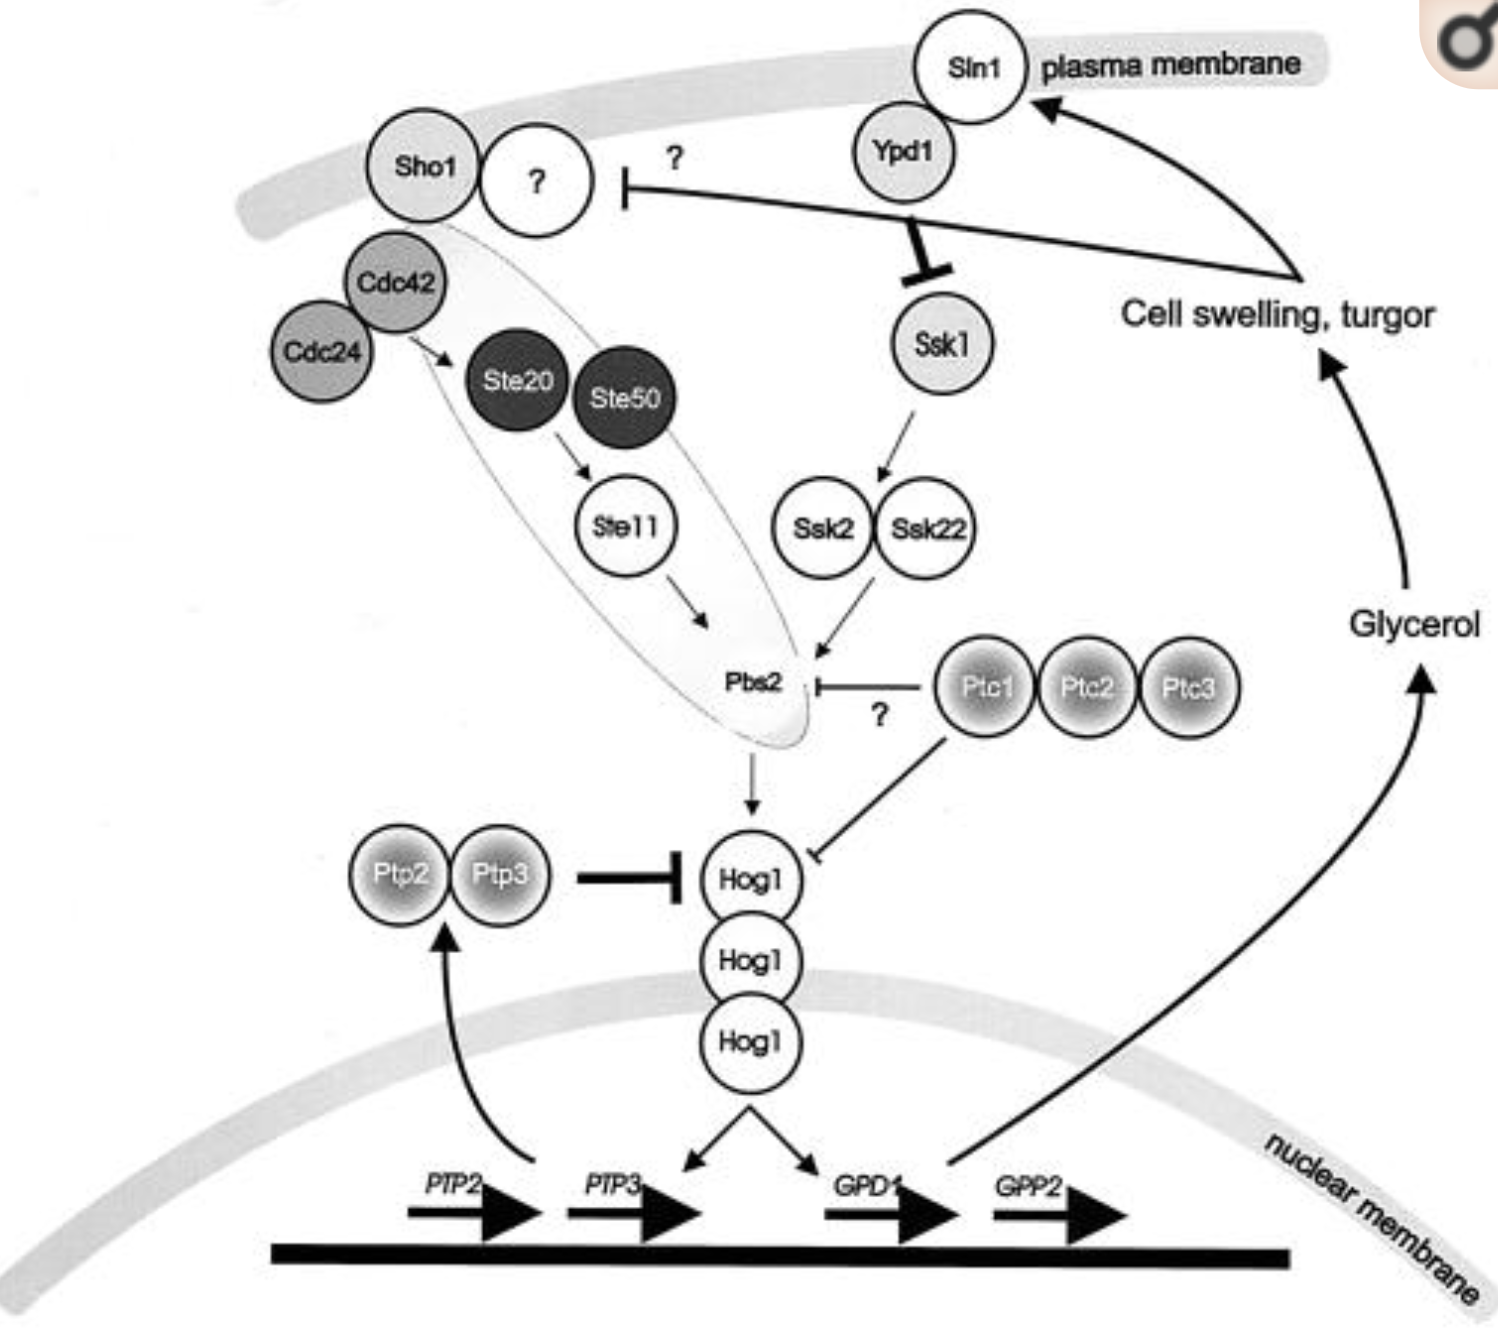 Sln1
plasma membrane
Ypd1
Sho1
?
?
Cdc42
Cdc24
Ste20
Ste50
Ssk1
Cell swelling, turgor
Ste11
Ssk2
Ssk22
Glycerol
Pbs2
Ptc1
Ptc2
Ptc3
?
Ptp2
Ptp3
Hog1
Hog1
Hog1
PTP2
PTP3
GPD1
GPP2
nuclear membrane